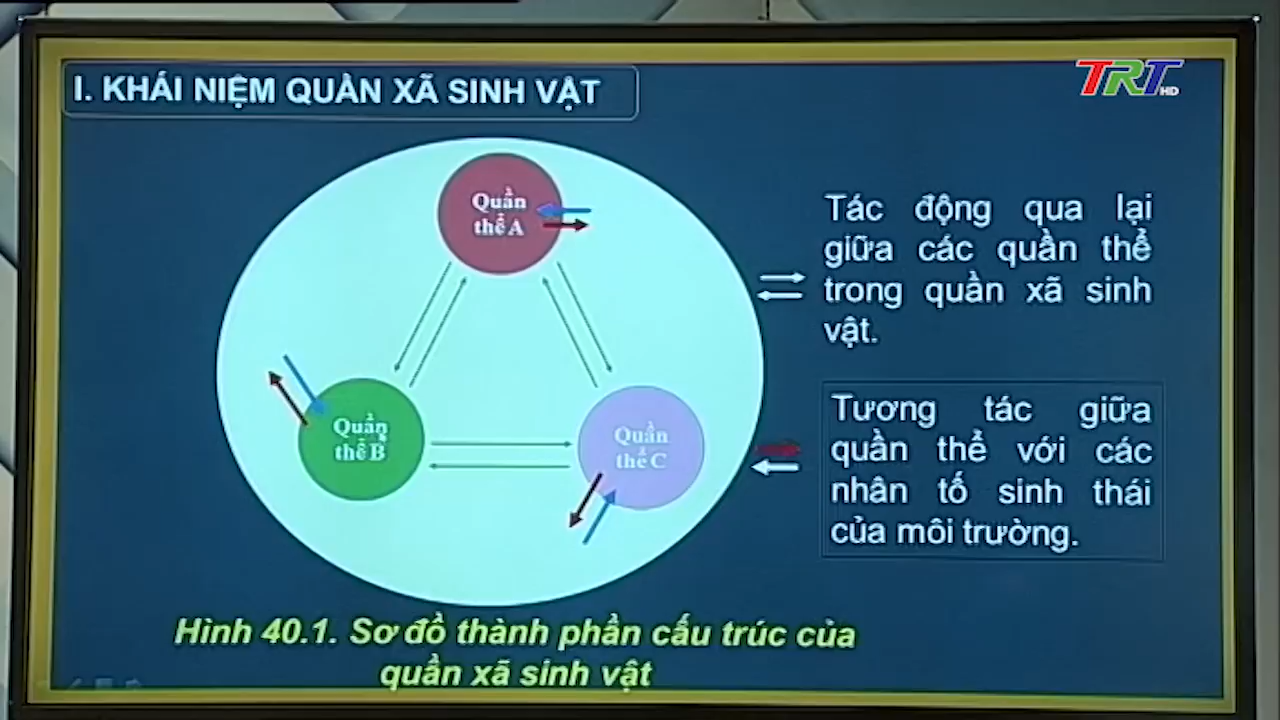 I. KHÁI NIỆM QUẦN XÃ SINH VẬT
TRT
HD
Quần
thể A
Quần
thể B
Quần
thể C
Tác động qua lại
giữa các quần thể
trong quần xã sinh
vật.
Tương tác giữa
quần thể với các
nhân tố sinh thái
của môi trường.
Hình 40.1. Sơ đồ thành phần cấu trúc của
quần xã sinh vật